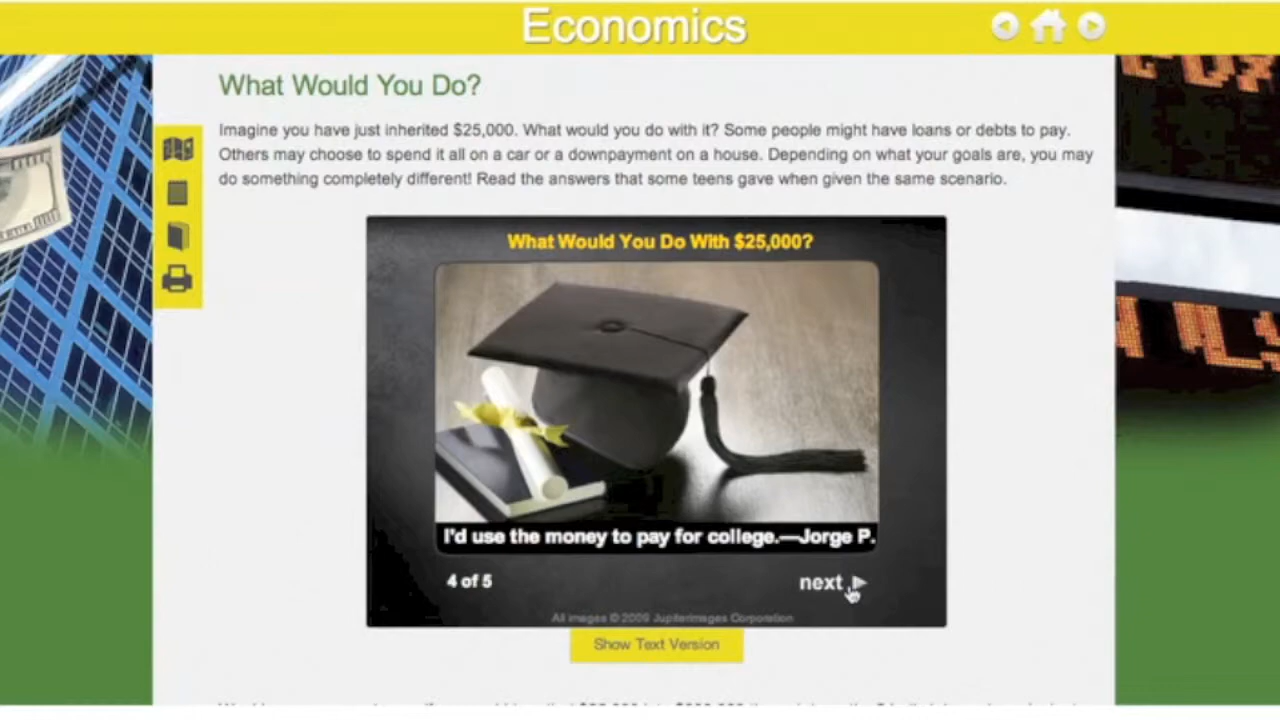 Economics
What Would You Do?
Imagine you have just inherited $25,000. What would you do with it? Some people might have loans or debts to pay.
Others may choose to spend it all on a car or a downpayment on a house. Depending on what your goals are, you may
do something completely different! Read the answers that some teens gave when given the same scenario.
What Would You Do With $25,000?
I'd use the money to pay for college.—Jorge P.
4 of 5
next
All images © 2009 Jupiterimages Corporation
Show Text Version